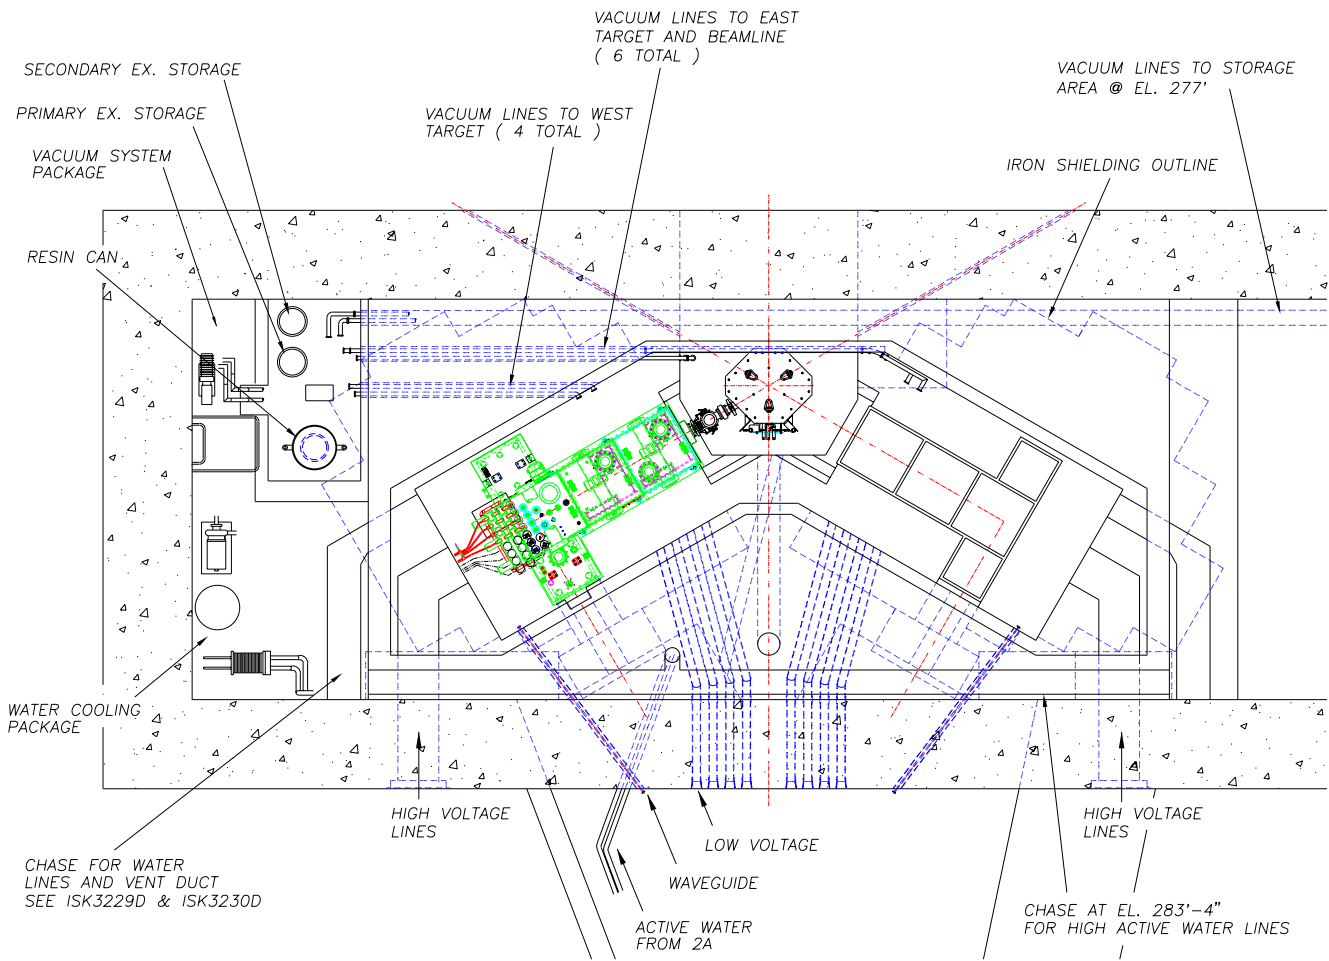 VACUUM LINES TO EAST
TARGET AND BEAMLINE
( 6 TOTAL )
SECONDARY EX. STORAGE
VACUUM LINES TO STORAGE
AREA @ EL. 277'
PRIMARY EX. STORAGE
VACUUM LINES TO WEST
TARGET ( 4 TOTAL )
VACUUM SYSTEM
PACKAGE
IRON SHIELDING OUTLINE
RESIN CAN
WATER COOLING
PACKAGE
HIGH VOLTAGE
LINES
HIGH VOLTAGE
LINES
LOW VOLTAGE
CHASE FOR WATER
LINES AND VENT DUCT
SEE ISK3229D & ISK3230D
WAVEGUIDE
CHASE AT EL. 283'-4"
FOR HIGH ACTIVE WATER LINES
ACTIVE WATER
FROM 2A